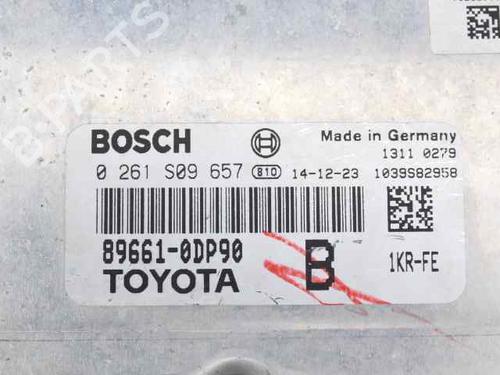 B-PARTS
BOSCH
Made in Germany
1311 0279
0 261 S09 657 810 14-12-23 1039S82958
89661-0DP90
TOYOTA
B
1KR-FE